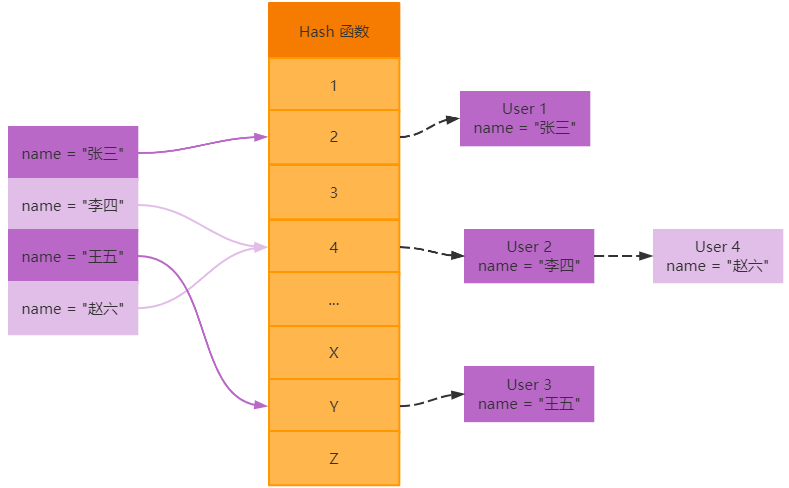 name = "张三"
name = "李四"
name = "王五"
name = "赵六"
Hash 函数
1
2
3
4
...
X
Y
Z
User 1
name = "张三"
User 2
name = "李四"
User 4
name = "赵六"
User 3
name = "王五"